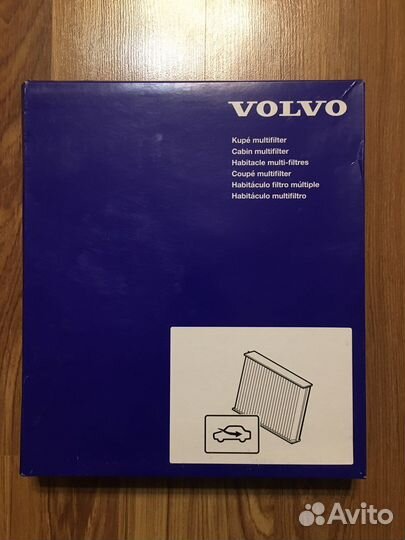 VOLVO
Kupé multifilter
Cabin multifilter
Habitacle multi-filtres
Coupé multifilter
Habitáculo filtro múltiple
Habitáculo multifiltro
Avito